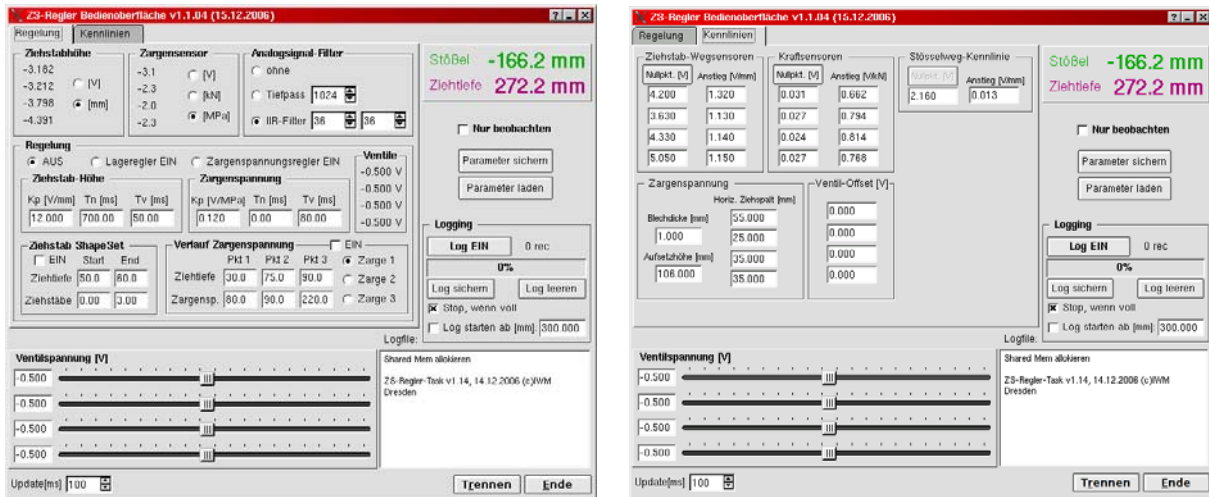 ZS-Regler Bedienoberfläche v1.1.04 (15.12.2006)
Regelung Kennlinien
Ziehstabhöhe Zargensensor Analogsignal-Filter
-3.182 -3.1 [V] ohne
-3.212 [V] -2.3 [kN] Tiefpass 1024
-3.798 [mm] -2.0 [MPa] IIR-Filter 36 36
-4.391 -2.3
Stößel -166.2 mm
Ziehtiefe 272.2 mm
Nur beobachten
Parameter sichern
Parameter laden
Regelung
AUS Lageregler EIN Zargenspannungsregler EIN
Ventile
-0.500 V
-0.500 V
-0.500 V
-0.500 V
Ziehstab-Höhe Zargenspannung
Kp [V/mm] Tn [ms] Tv [ms] Kp [V/MPa] Tn [ms] Tv [ms]
12.000 700.00 50.00 0.120 0.00 80.00
Ziehstab ShapeSet Verlauf Zargenspannung EIN
EIN Start End Pkt 1 Pkt 2 Pkt 3 Zarge 1
Ziehtiefe 50.0 60.0 Ziehtiefe 30.0 75.0 90.0 Zarge 2
Ziehstäbe 0.00 3.00 Zargensp. 80.0 90.0 220.0 Zarge 3
Logging
Log EIN 0 rec
0%
Log sichern Log leeren
Stop, wenn voll
Log starten ab [mm]: 300.000
Logfile:
Ventilspannung [V]
-0.500
-0.500
-0.500
-0.500
Shared Mem allokieren
ZS-Regler-Task v1.14, 14.12.2006 (c)IWM
Dresden
Update[ms] 100 Trennen Ende
ZS-Regler Bedienoberfläche v1.1.04 (15.12.2006)
Regelung Kennlinien
Ziehstab-Wegsensoren Kraftsensoren Stösselweg-Kennlinie
Nullpkt. [V] Anstieg [V/mm] Nullpkt. [V] Anstieg [V/kN] Nullpkt. [V] Anstieg [V/mm]
4.200 1.320 0.031 0.662 2.160 0.013
3.630 1.130 0.027 0.794
4.330 1.140 0.024 0.814
5.050 1.150 0.027 0.768
Stößel -166.2 mm
Ziehtiefe 272.2 mm
Nur beobachten
Parameter sichern
Parameter laden
Zargenspannung Ventil-Offset [V]
Horiz. Ziehspalt [mm]
Blechdicke [mm] 55.000 0.000
1.000 25.000 0.000
Aufsetzhöhe [mm] 35.000 0.000
106.000 35.000 0.000
Logging
Log EIN 0 rec
0%
Log sichern Log leeren
Stop, wenn voll
Log starten ab [mm]: 300.000
Logfile:
Ventilspannung [V]
-0.500
-0.500
-0.500
-0.500
Shared Mem allokieren
ZS-Regler-Task v1.14, 14.12.2006 (c)IWM
Dresden
Update[ms] 100 Trennen Ende